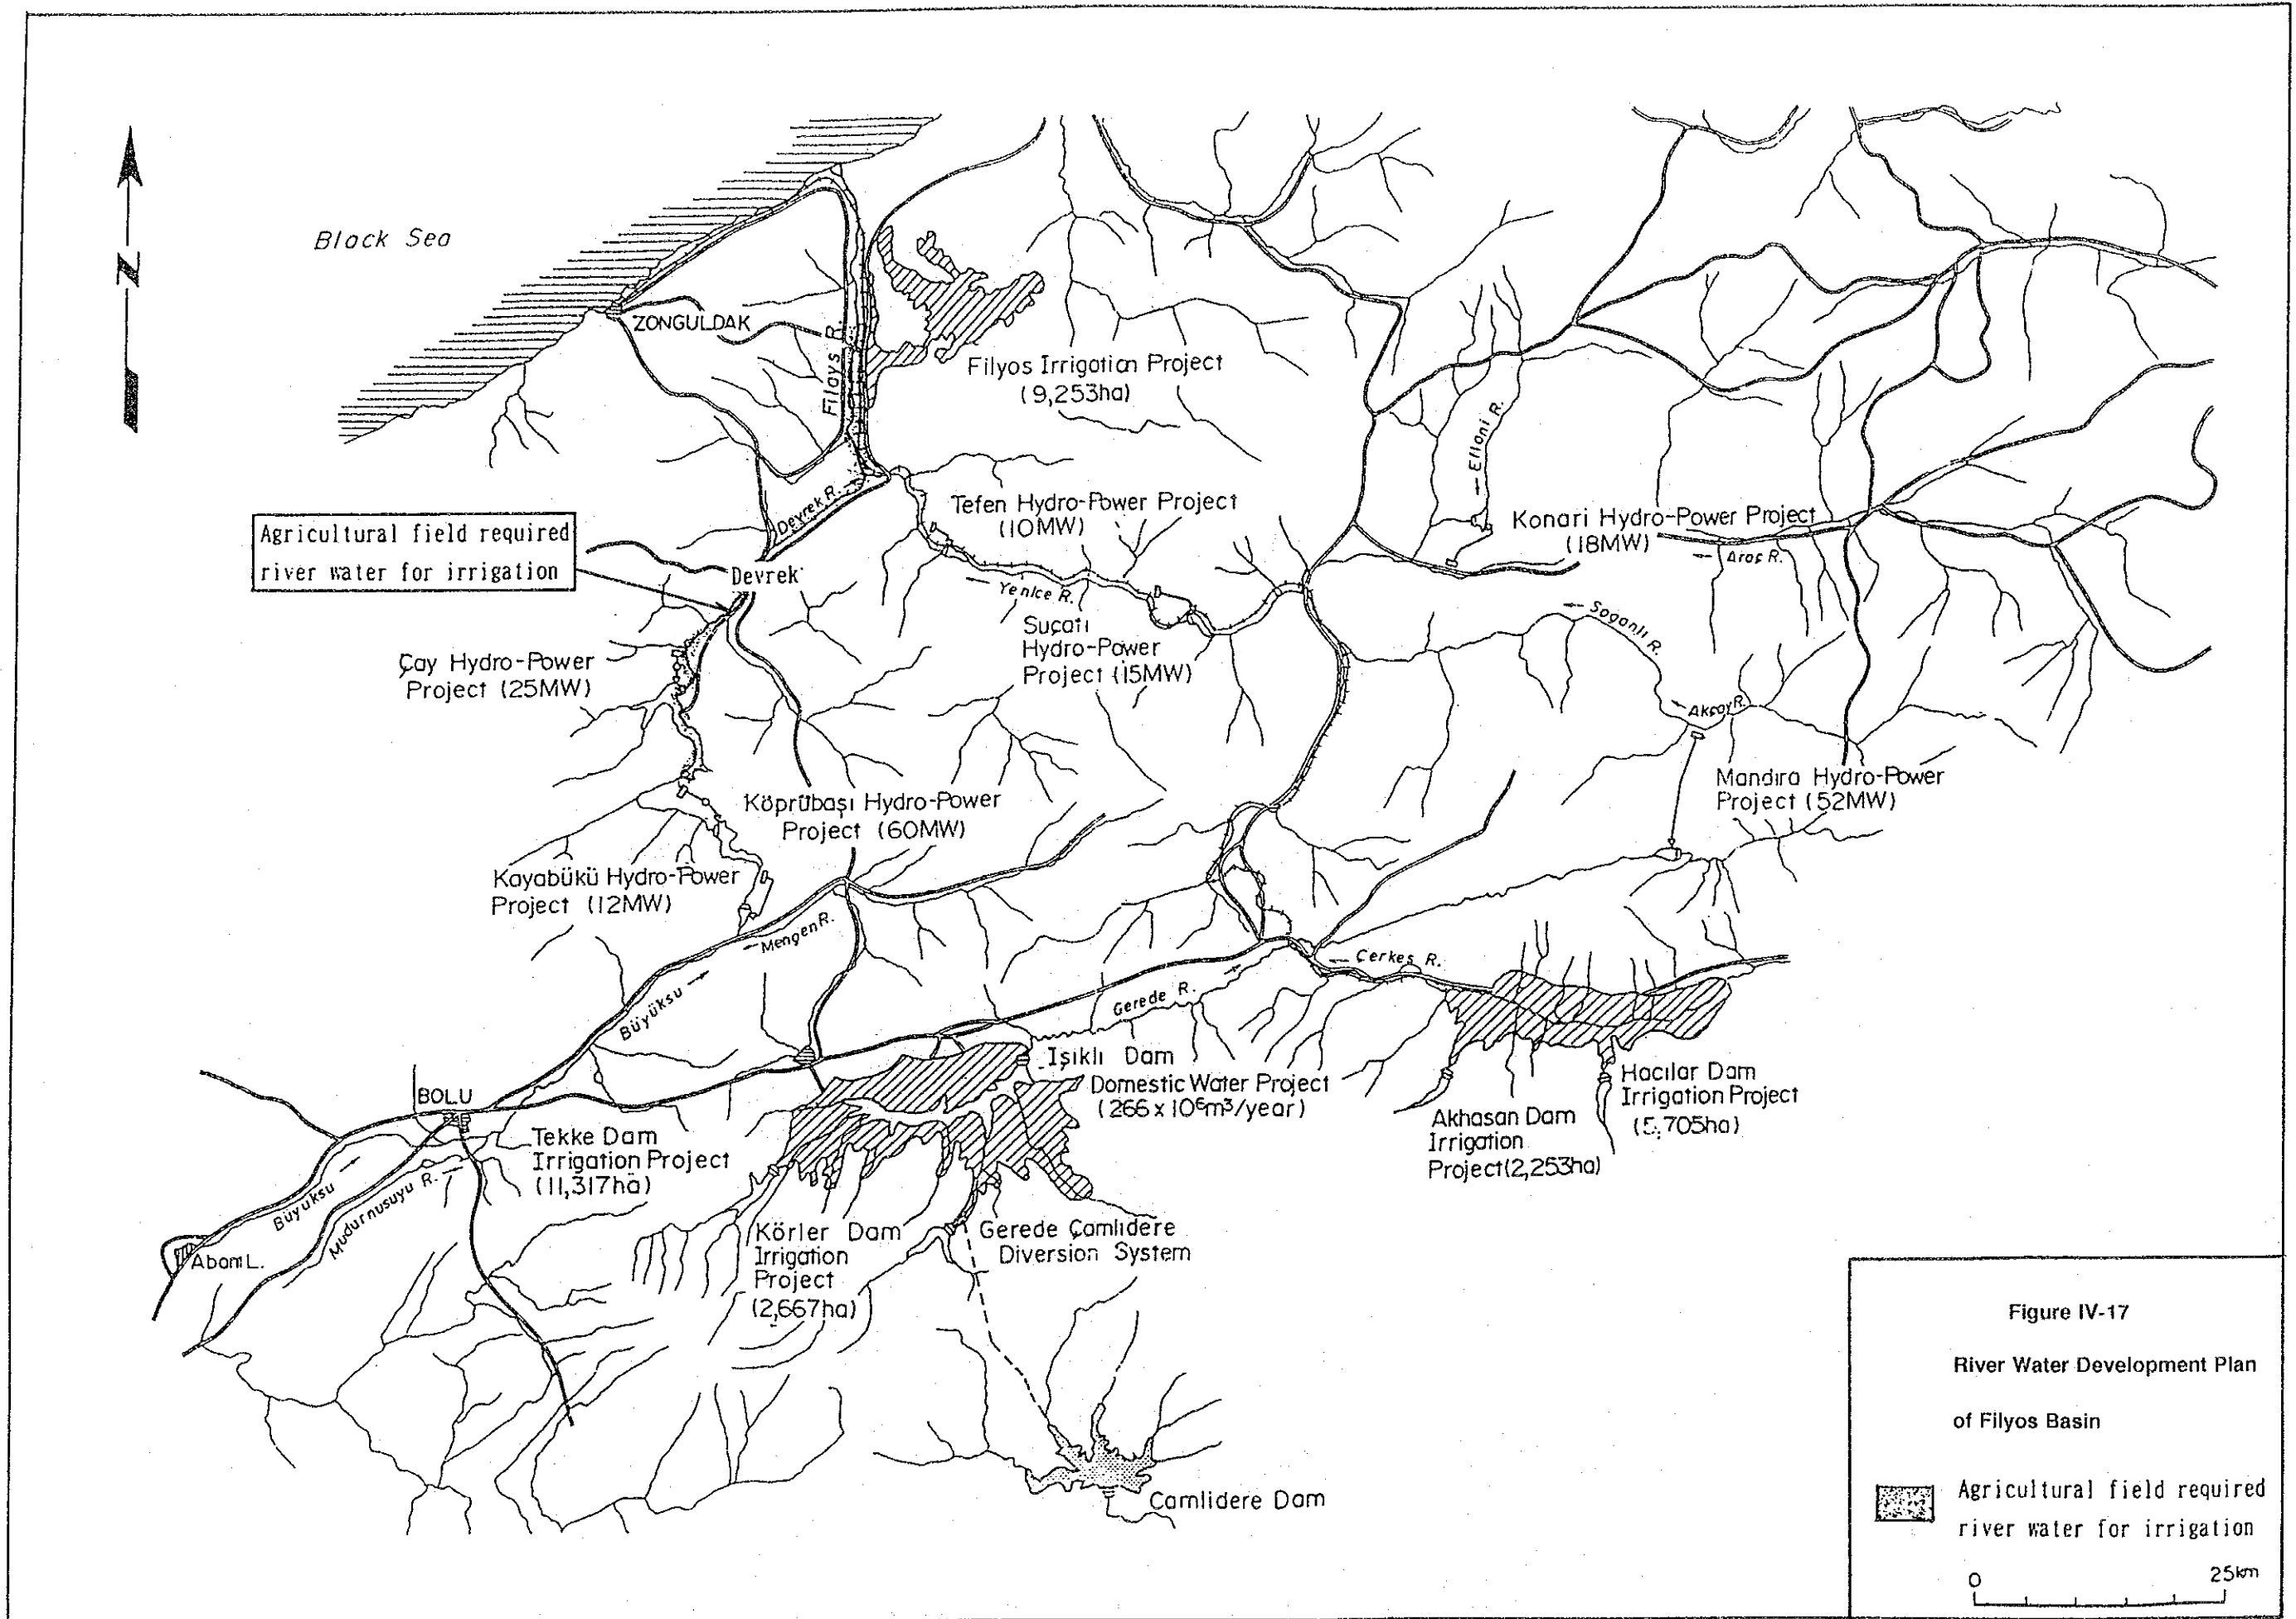 N
Black Sea
ZONGULDAK
Filays R.
Filyos Irrigation Project
(9,253ha)
Devrek R.
Tefen Hydro-Power Project
(10MW)
Ellani R.
Konari Hydro-Power Project
(18MW)
Araç R.
Agricultural field required
river water for irrigation
Devrek
Yenice R.
Soganlı R.
Suçatı
Hydro-Power
Project (15MW)
Çay Hydro-Power
Project (25MW)
Akçay R.
Mandıra Hydro-Power
Project (52MW)
Köprübaşı Hydro-Power
Project (60MW)
Kayabükü Hydro-Power
Project (12MW)
Mengen R.
Çerkeş R.
Büyüksu
Gerede R.
Işıklı Dam
Domestic Water Project
(266 x 10⁶m³/year)
Hacılar Dam
Irrigation Project
(5,705ha)
Akhasan Dam
Irrigation
Project(2,253ha)
BOLU
Tekke Dam
Irrigation Project
(11,317ha)
Büyüksu
Mudurnusuyu R.
Abant L.
Körler Dam
Irrigation
Project
(2,667ha)
Gerede Çamlıdere
Diversion System
Camlidere Dam
Figure IV-17
River Water Development Plan
of Filyos Basin
Agricultural field required
river water for irrigation
0 25km